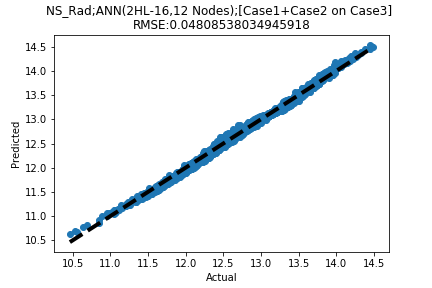 NS_Rad;ANN(2HL-16,12 Nodes);[Case1+Case2 on Case3]
RMSE:0.04808538034945918
14.5
14.0
13.5
13.0
12.5
12.0
11.5
11.0
10.5
Predicted
10.5 11.0 11.5 12.0 12.5 13.0 13.5 14.0 14.5
Actual